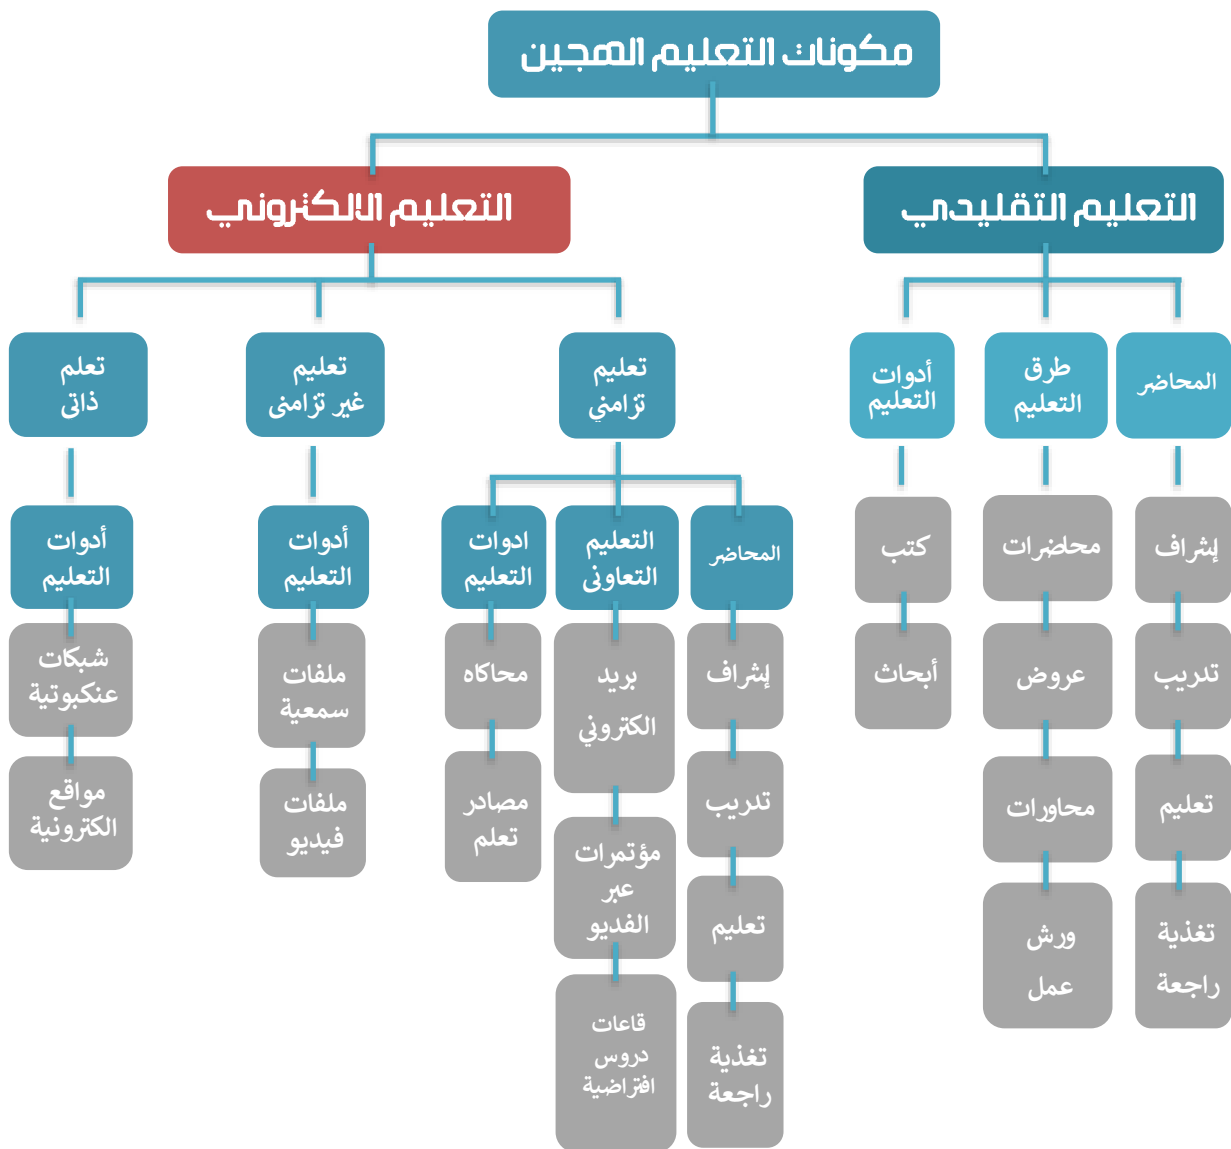 مكونات التعليم الهجين
التعليم التقليدي
التعليم الإلكتروني
المحاضر
طرق
التعليم
أدوات
التعليم
تعليم
تزامني
تعليم
غير تزامنى
تعلم
ذاتى
إشراف
تدريب
تعليم
تغذية
راجعة
محاضرات
عروض
محاورات
ورش
عمل
كتب
أبحاث
المحاضر
إشراف
تدريب
تعليم
تغذية
راجعة
التعليم
التعاونى
بريد
الكتروني
مؤتمرات
عبر
الفديو
قاعات
دروس
افتراضية
ادوات
التعليم
محاكاه
مصادر
تعلم
أدوات
التعليم
ملفات
سمعية
ملفات
فيديو
أدوات
التعليم
شبكات
عنكبوتية
مواقع
الكترونية